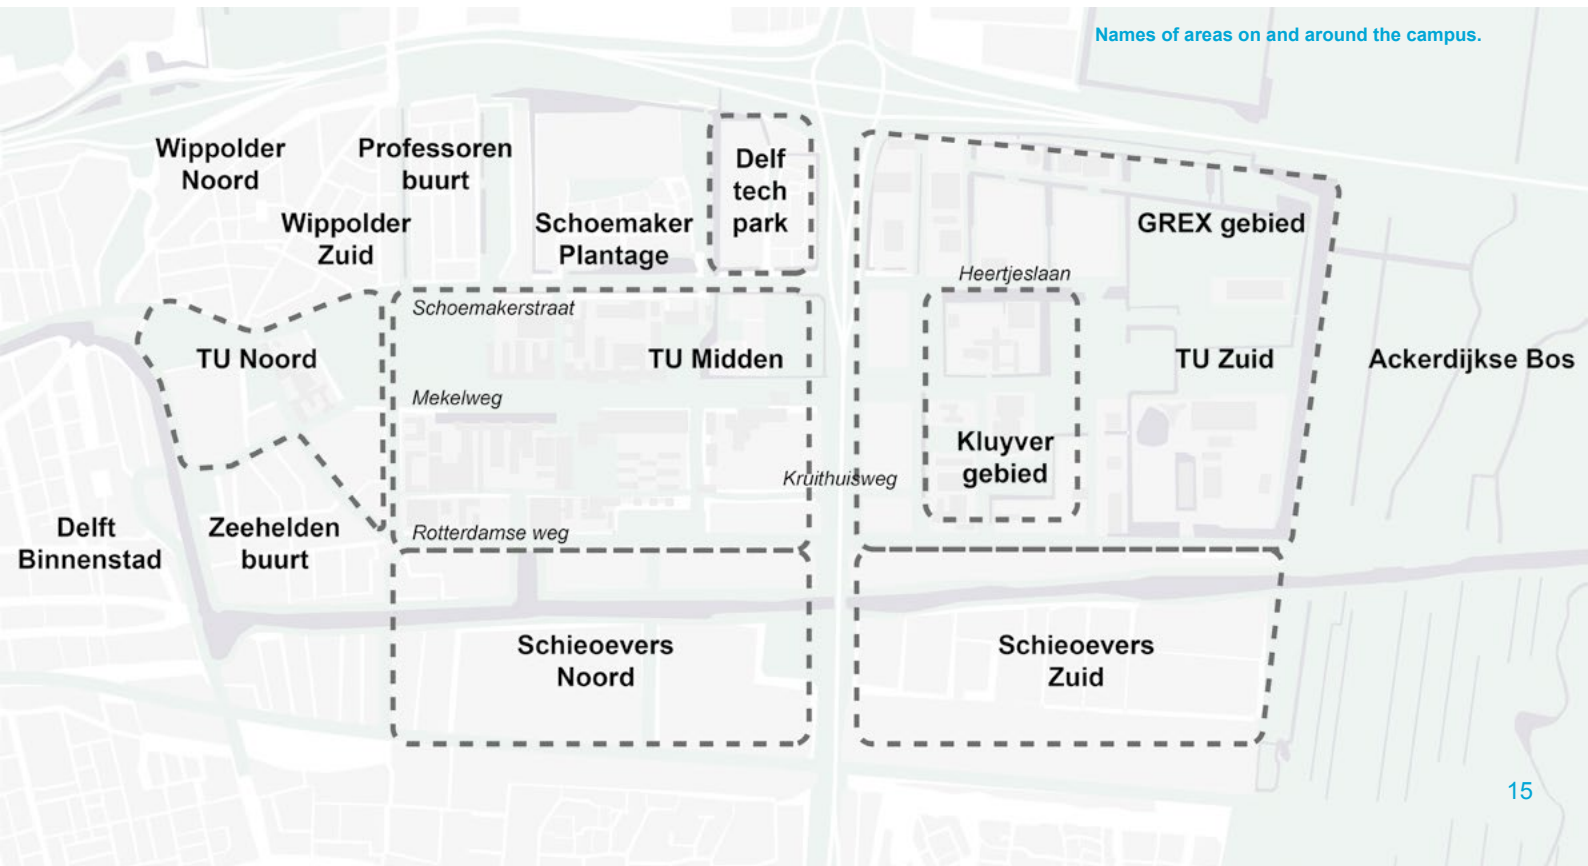 Names of areas on and around the campus.
Wippolder
Noord
Professoren
buurt
Delf
tech
park
Wippolder
Zuid
Schoemaker
Plantage
GREX gebied
Heertjeslaan
Schoemakerstraat
TU Noord
TU Midden
TU Zuid
Ackerdijkse Bos
Mekelweg
Kluyver
gebied
Kruithuisweg
Delft
Binnenstad
Zeehelden
buurt
Rotterdamse weg
Schieoevers
Noord
Schieoevers
Zuid
15